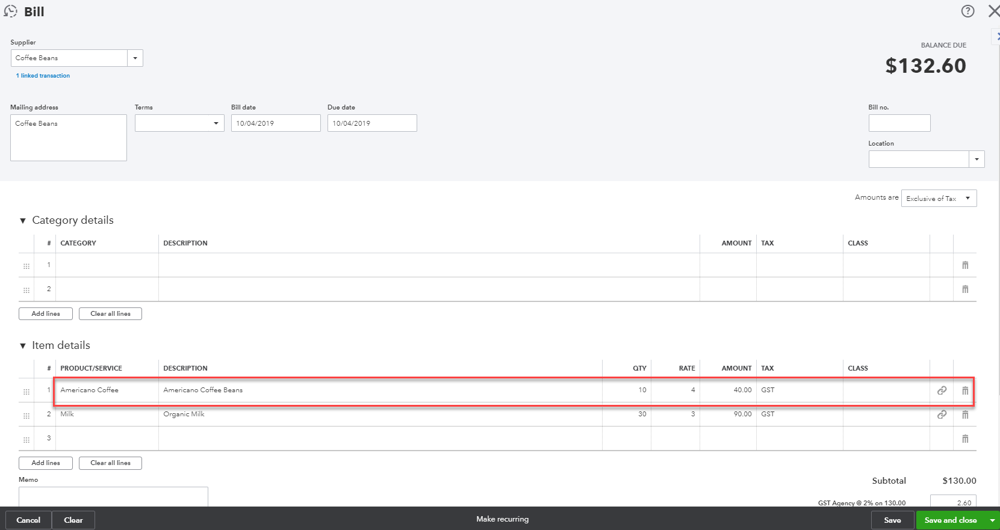 Bill
Supplier
BALANCE DUE
Coffee Beans
$132.60
1 linked transaction
Mailing address Terms Bill date Due date Bill no.
Coffee Beans 10/04/2019 10/04/2019
Location
Amounts are Exclusive of Tax
Category details
# CATEGORY DESCRIPTION AMOUNT TAX CLASS
1
2
Add lines Clear all lines
Item details
# PRODUCT/SERVICE DESCRIPTION QTY RATE AMOUNT TAX CLASS
1 Americano Coffee Americano Coffee Beans 10 4 40.00 GST
2 Milk Organic Milk 30 3 90.00 GST
3
Add lines Clear all lines
Memo
Subtotal $130.00
GST Agency @ 2% on 130.00 2.60
Cancel Clear Make recurring Save Save and close